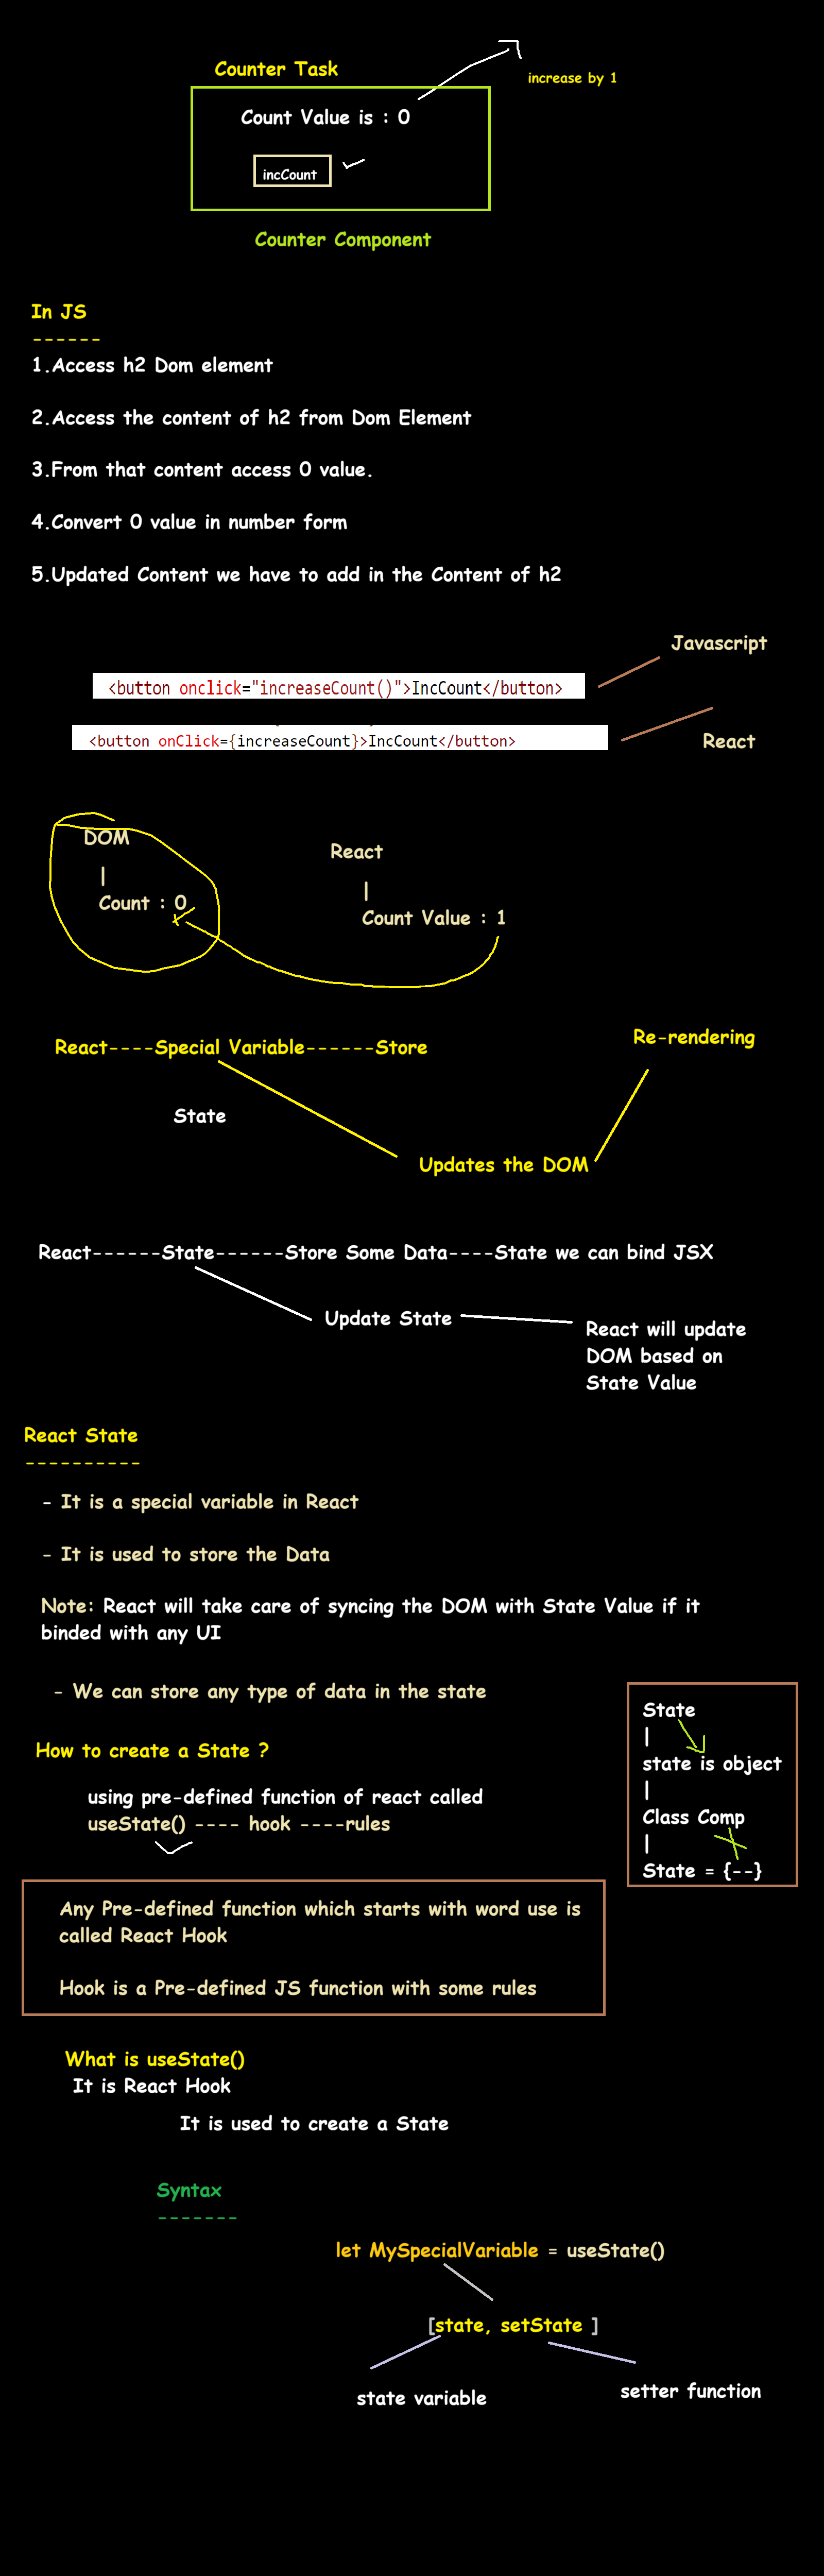 Counter Task
increase by 1
Count Value is : 0
incCount
Counter Component
In JS
------
1.Access h2 Dom element
2.Access the content of h2 from Dom Element
3.From that content access 0 value.
4.Convert 0 value in number form
5.Updated Content we have to add in the Content of h2
Javascript
<button onclick="increaseCount()">IncCount</button>
<button onClick={increaseCount}>IncCount</button>
React
DOM
|
Count : 0
React
|
Count Value : 1
React----Special Variable------Store
Re-rendering
State
Updates the DOM
React------State------Store Some Data----State we can bind JSX
Update State
React will update
DOM based on
State Value
React State
----------
- It is a special variable in React
- It is used to store the Data
Note: React will take care of syncing the DOM with State Value if it
binded with any UI
- We can store any type of data in the state
State
|
state is object
|
Class Comp
|
State = {--}
How to create a State ?
using pre-defined function of react called
useState() ---- hook ----rules
Any Pre-defined function which starts with word use is
called React Hook
Hook is a Pre-defined JS function with some rules
What is useState()
It is React Hook
It is used to create a State
Syntax
-------
let MySpecialVariable = useState()
[state, setState ]
state variable
setter function